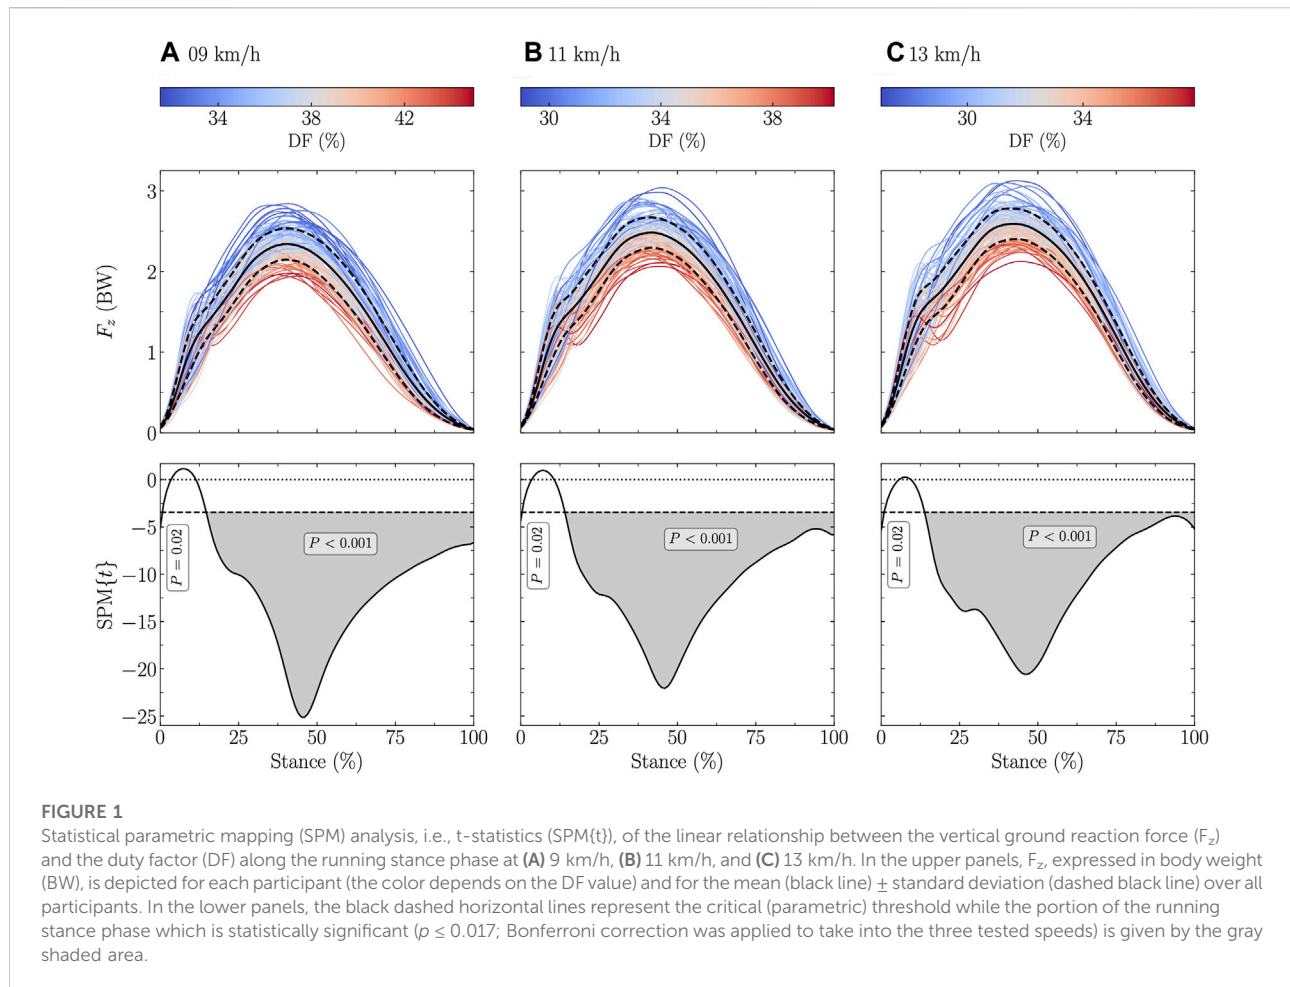 A 09 km/h
B 11 km/h
C 13 km/h
34 38 42
DF (%)
30 34 38
DF (%)
30 34
DF (%)
3
2
1
0
F_z (BW)
0
−5
−10
−15
−20
−25
SPM{t}
P = 0.02
P < 0.001
P = 0.02
P < 0.001
P = 0.02
P < 0.001
0 25 50 75 100
Stance (%)
0 25 50 75 100
Stance (%)
0 25 50 75 100
Stance (%)
FIGURE 1
Statistical parametric mapping (SPM) analysis, i.e., t-statistics (SPM{t}), of the linear relationship between the vertical ground reaction force (F_z)
and the duty factor (DF) along the running stance phase at (A) 9 km/h, (B) 11 km/h, and (C) 13 km/h. In the upper panels, F_z, expressed in body weight
(BW), is depicted for each participant (the color depends on the DF value) and for the mean (black line) ± standard deviation (dashed black line) over all
participants. In the lower panels, the black dashed horizontal lines represent the critical (parametric) threshold while the portion of the running
stance phase which is statistically significant (p ≤ 0.017; Bonferroni correction was applied to take into the three tested speeds) is given by the gray
shaded area.